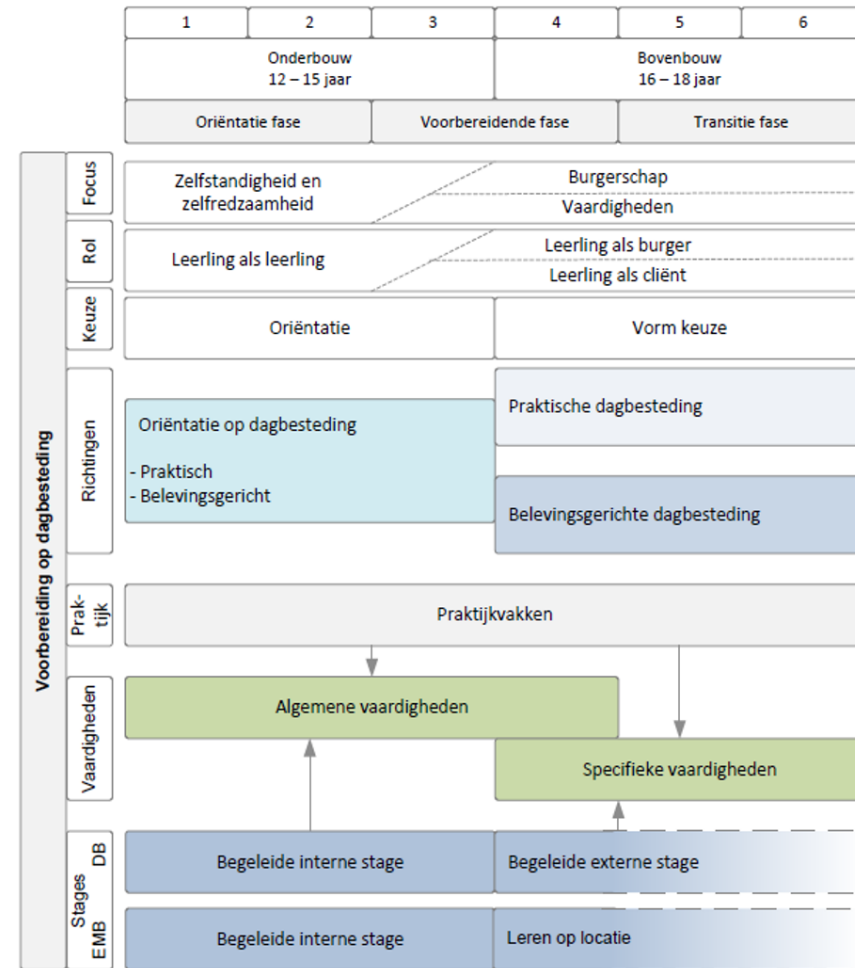 1 2 3 4 5 6
Onderbouw
12 – 15 jaar
Bovenbouw
16 – 18 jaar
Oriëntatie fase
Voorbereidende fase
Transitie fase
Voorbereiding op dagbesteding
Focus
Zelfstandigheid en
zelfredzaamheid
Burgerschap
Vaardigheden
Rol
Leerling als leerling
Leerling als burger
Leerling als cliënt
Keuze
Oriëntatie
Vorm keuze
Richtingen
Oriëntatie op dagbesteding
- Praktisch
- Belevingsgericht
Praktische dagbesteding
Belevingsgerichte dagbesteding
Prak-
tijk
Praktijkvakken
Vaardigheden
Algemene vaardigheden
Specifieke vaardigheden
Stages
DB
Begeleide interne stage
Begeleide externe stage
EMB
Begeleide interne stage
Leren op locatie